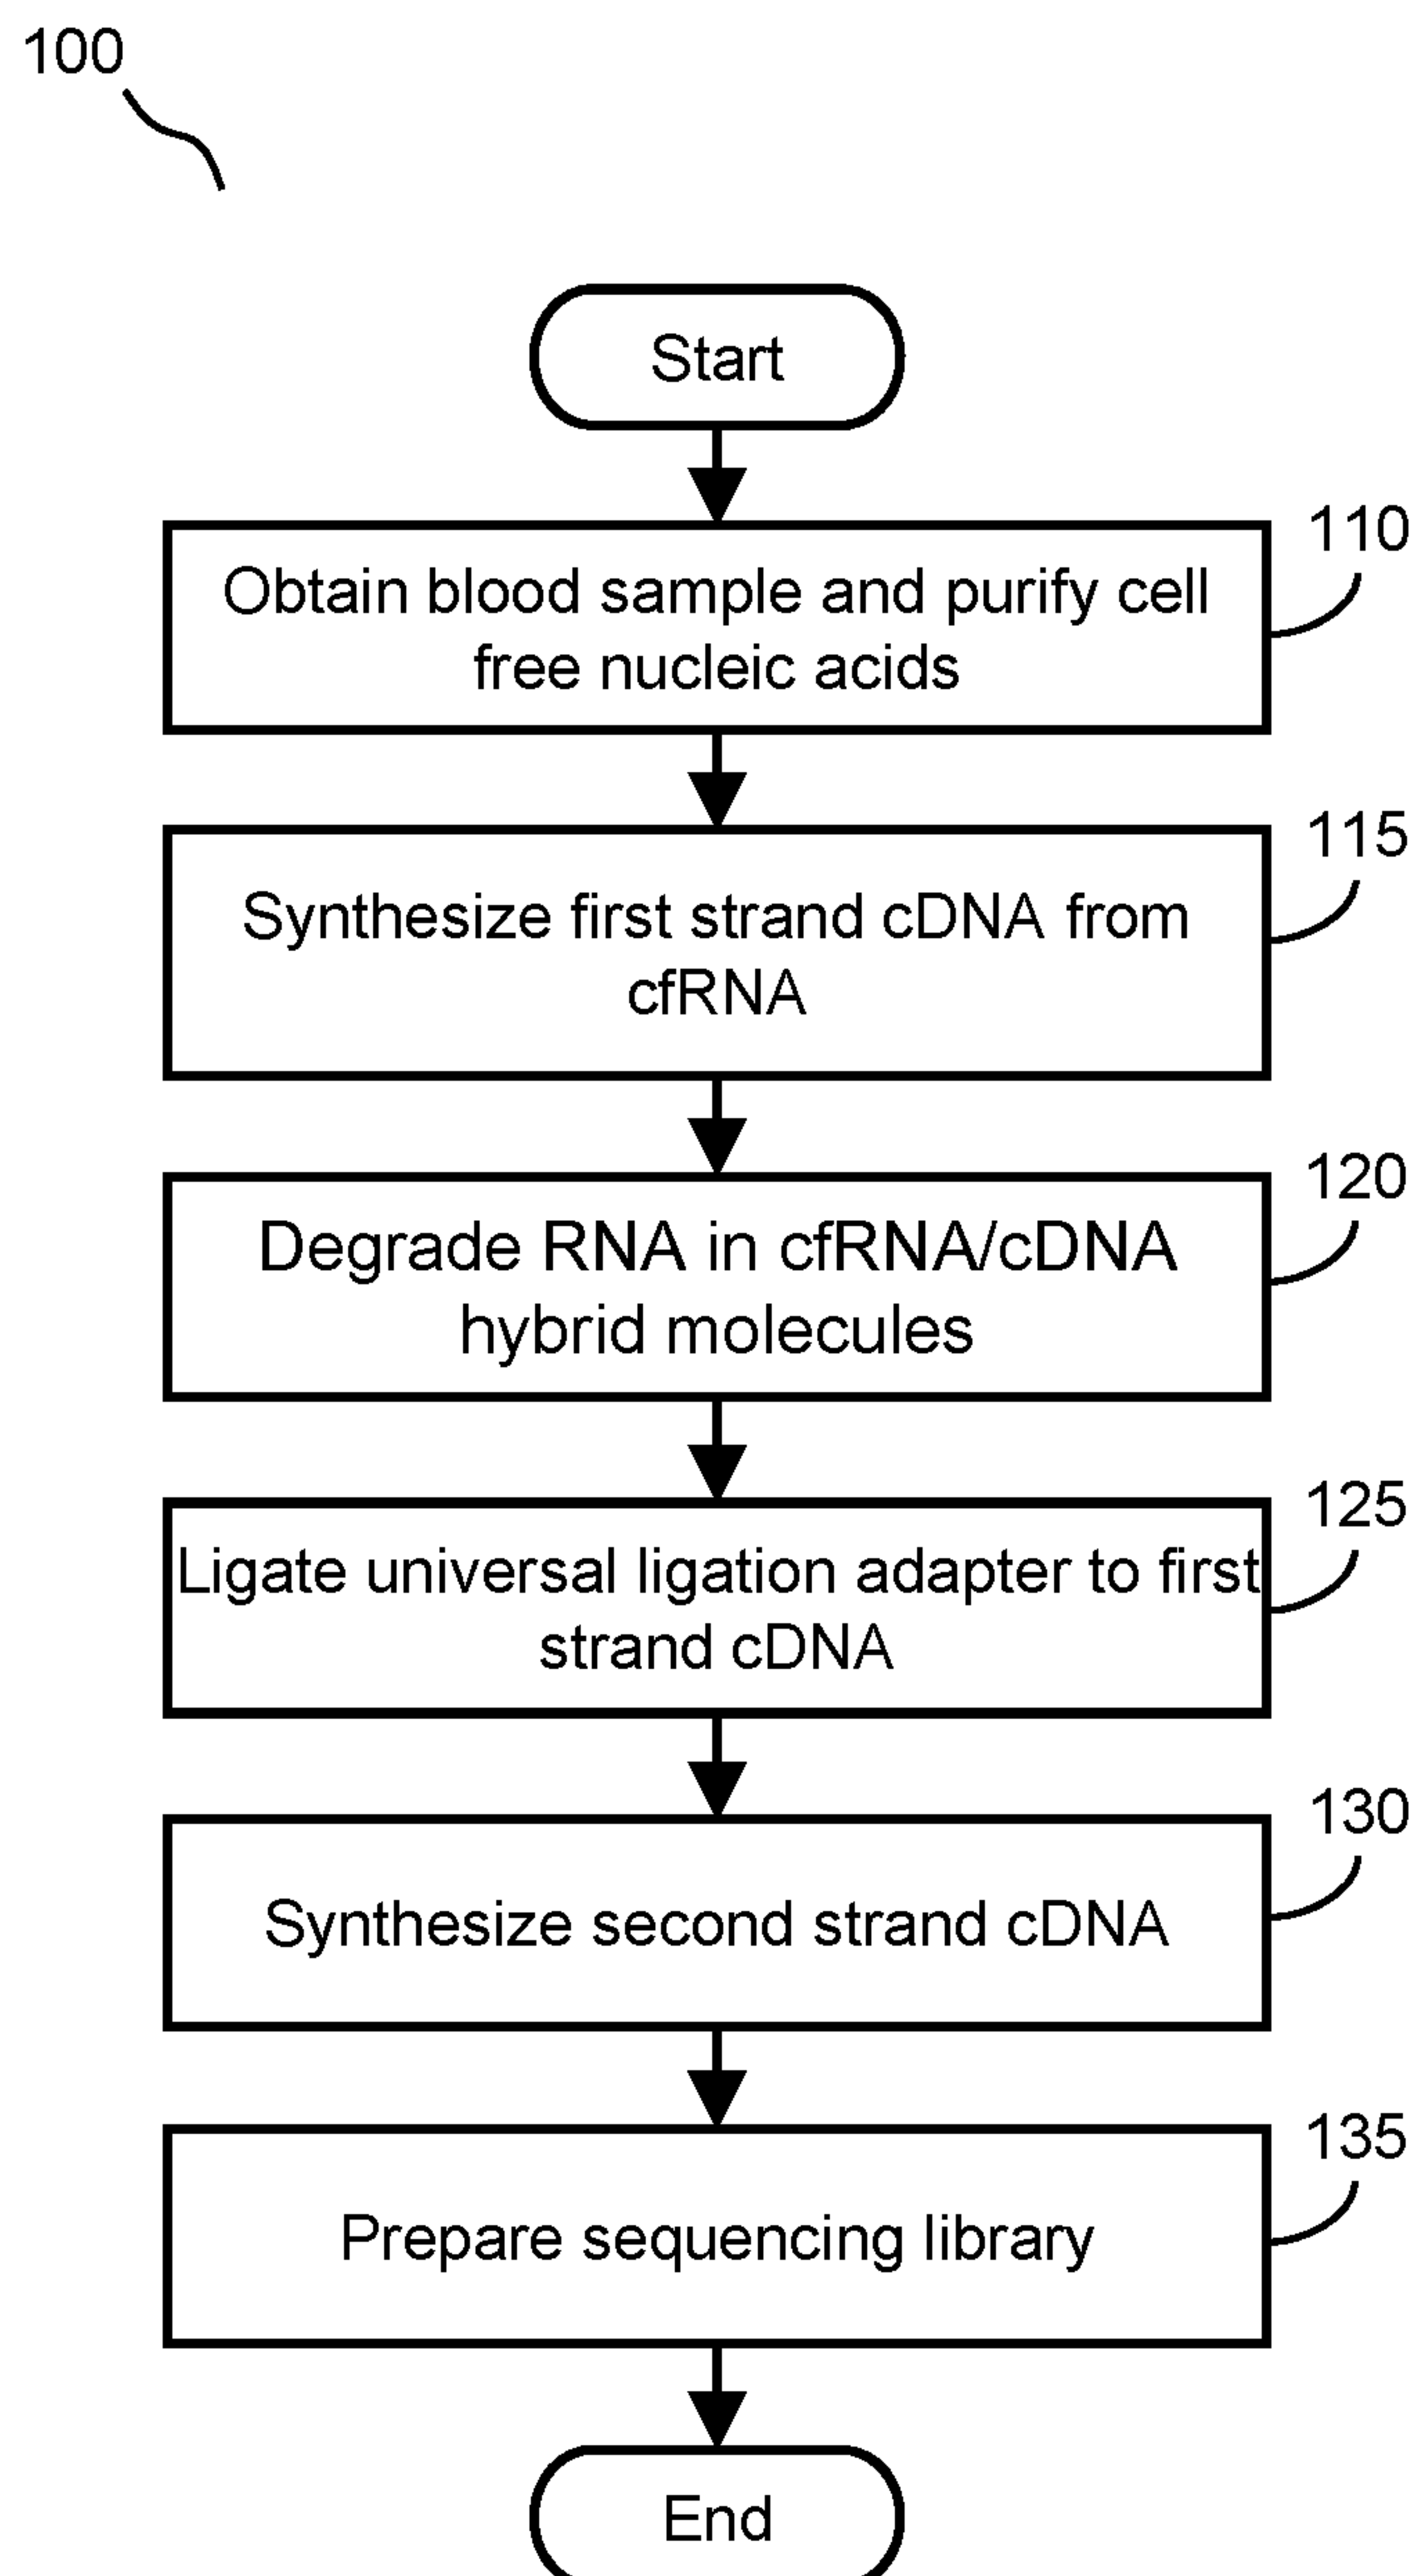 100
Start
110
Obtain blood sample and purify cell
free nucleic acids
115
Synthesize first strand cDNA from
cfRNA
120
Degrade RNA in cfRNA/cDNA
hybrid molecules
125
Ligate universal ligation adapter to first
strand cDNA
130
Synthesize second strand cDNA
135
Prepare sequencing library
End